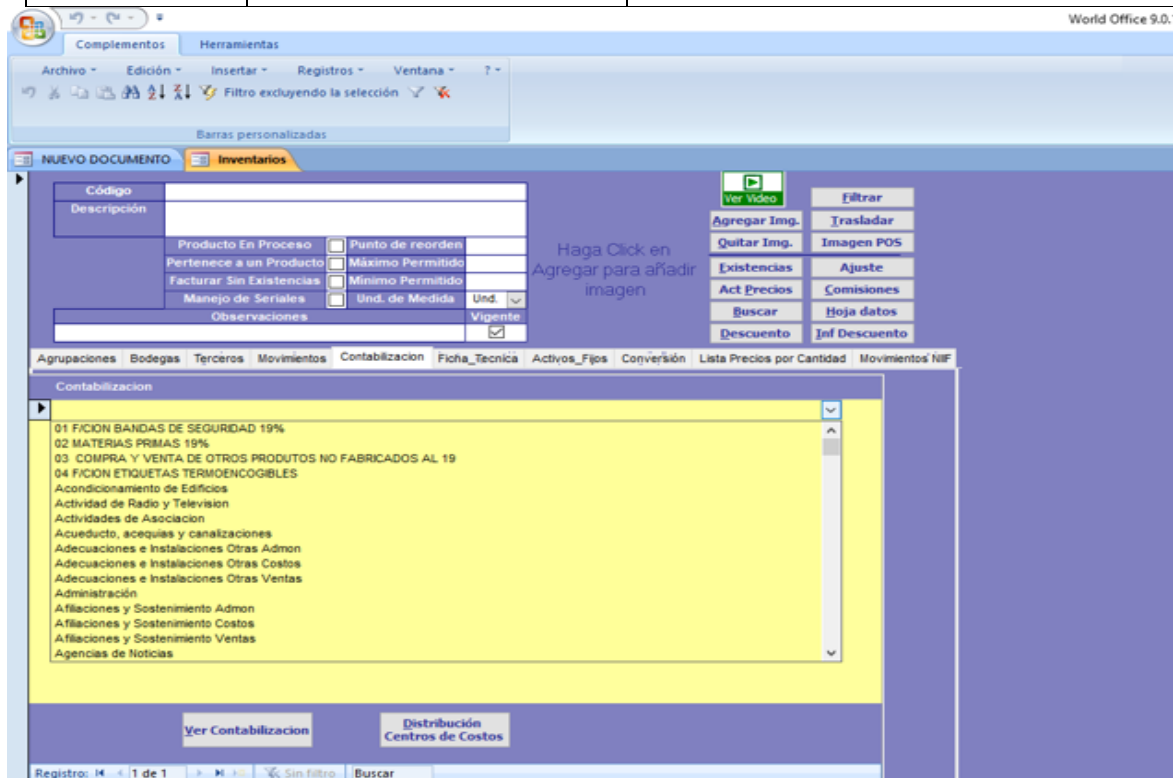 World Office 9.0.
Complementos Herramientas
Archivo Edición Insertar Registros Ventana ?
Filtro excluyendo la selección
Barras personalizadas
NUEVO DOCUMENTO Inventarios
Código
Descripción
Producto En Proceso Punto de reorden
Pertenece a un Producto Máximo Permitido
Facturar Sin Existencias Mínimo Permitido
Manejo de Seriales Und. de Medida Und.
Observaciones Vigente
Haga Click en
Agregar para añadir
imagen
Ver Video Filtrar
Agregar Img. Trasladar
Quitar Img. Imagen POS
Existencias Ajuste
Act Precios Comisiones
Buscar Hoja datos
Descuento Inf Descuento
Agrupaciones Bodegas Terceros Movimientos Contabilizacion Ficha_Tecnica Activos_Fijos Conversión Lista Precios por Cantidad Movimientos NIIF
Contabilizacion
01 F/CION BANDAS DE SEGURIDAD 19%
02 MATERIAS PRIMAS 19%
03 COMPRA Y VENTA DE OTROS PRODUTOS NO FABRICADOS AL 19
04 F/CION ETIQUETAS TERMOENCOGIBLES
Acondicionamiento de Edificios
Actividad de Radio y Television
Actividades de Asociacion
Acueducto, acequias y canalizaciones
Adecuaciones e Instalaciones Otras Admon
Adecuaciones e Instalaciones Otras Costos
Adecuaciones e Instalaciones Otras Ventas
Administración
Afiliaciones y Sostenimiento Admon
Afiliaciones y Sostenimiento Costos
Afiliaciones y Sostenimiento Ventas
Agencias de Noticias
Ver Contabilizacion
Distribución
Centros de Costos
Registro: 1 de 1 Sin filtro Buscar